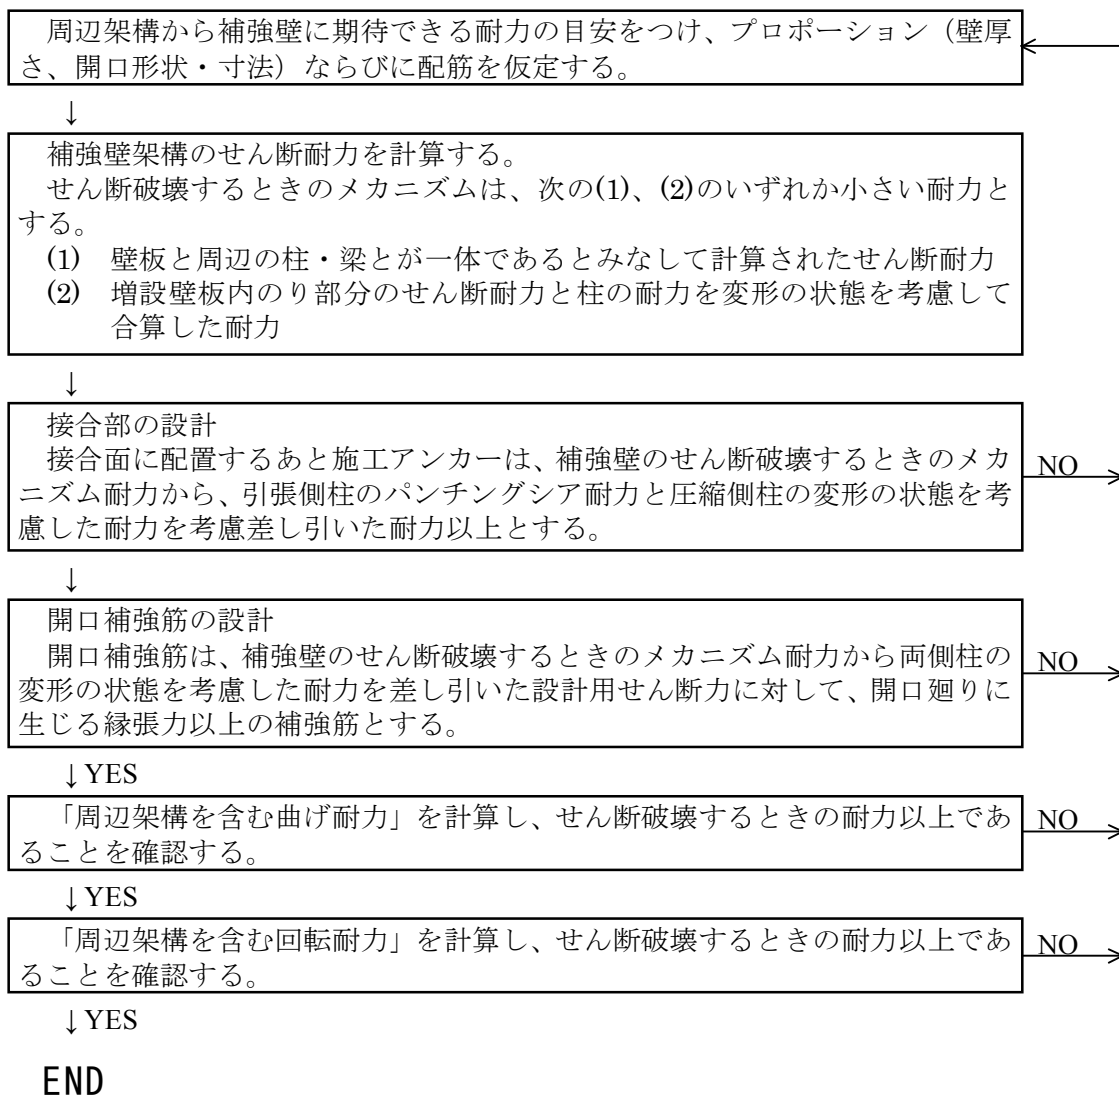 周辺架構から補強壁に期待できる耐力の目安をつけ、プロポーション（壁厚
さ、開口形状・寸法）ならびに配筋を仮定する。
↓
補強壁架構のせん断耐力を計算する。
せん断破壊するときのメカニズムは、次の(1)、(2)のいずれか小さい耐力と
する。
(1) 壁板と周辺の柱・梁とが一体であるとみなして計算されたせん断耐力
(2) 増設壁板内のり部分のせん断耐力と柱の耐力を変形の状態を考慮して
合算した耐力
↓
接合部の設計
接合面に配置するあと施工アンカーは、補強壁のせん断破壊するときのメカ
ニズム耐力から、引張側柱のパンチングシア耐力と圧縮側柱の変形の状態を考
慮した耐力を考慮差し引いた耐力以上とする。
NO
↓
開口補強筋の設計
開口補強筋は、補強壁のせん断破壊するときのメカニズム耐力から両側柱の
変形の状態を考慮した耐力を差し引いた設計用せん断力に対して、開口廻りに
生じる縁張力以上の補強筋とする。
NO
↓YES
「周辺架構を含む曲げ耐力」を計算し、せん断破壊するときの耐力以上であ
ることを確認する。
NO
↓YES
「周辺架構を含む回転耐力」を計算し、せん断破壊するときの耐力以上であ
ることを確認する。
NO
↓YES
END